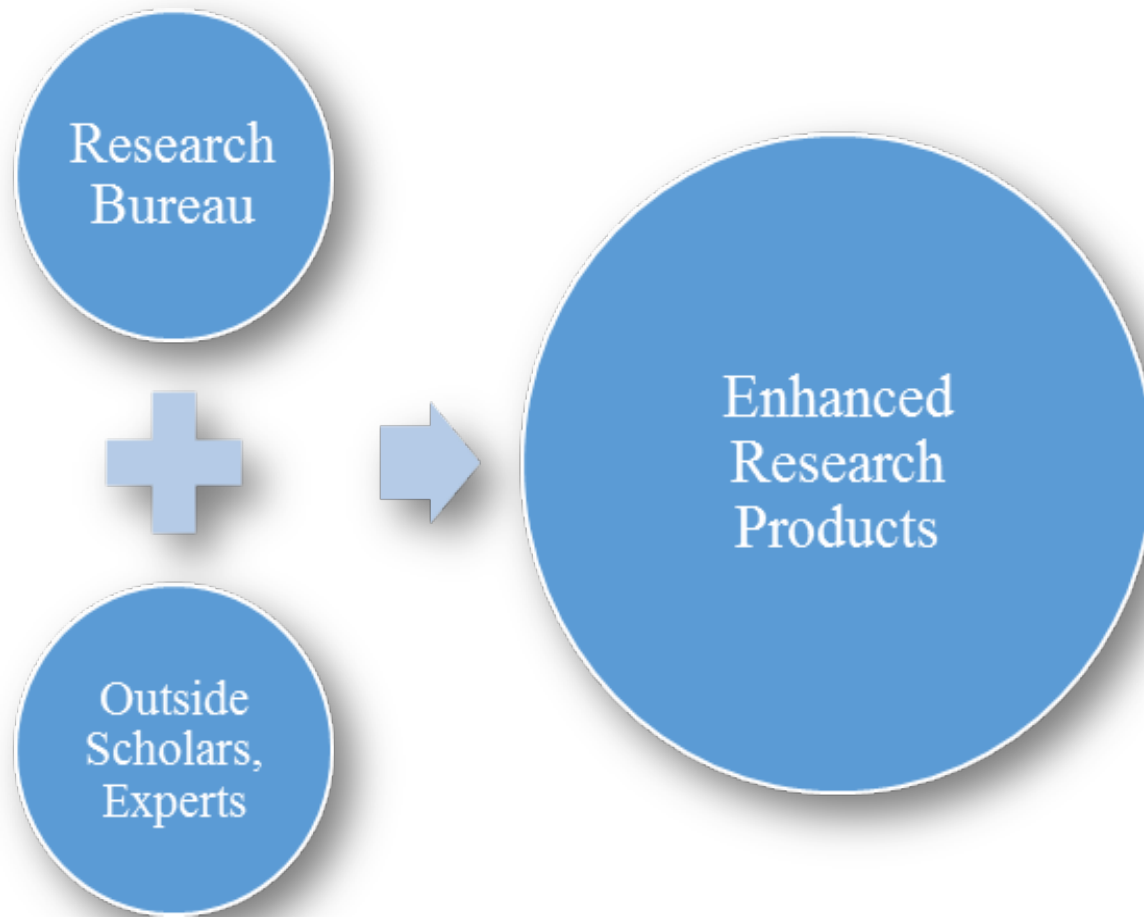 Research
Bureau
Outside
Scholars,
Experts
Enhanced
Research
Products